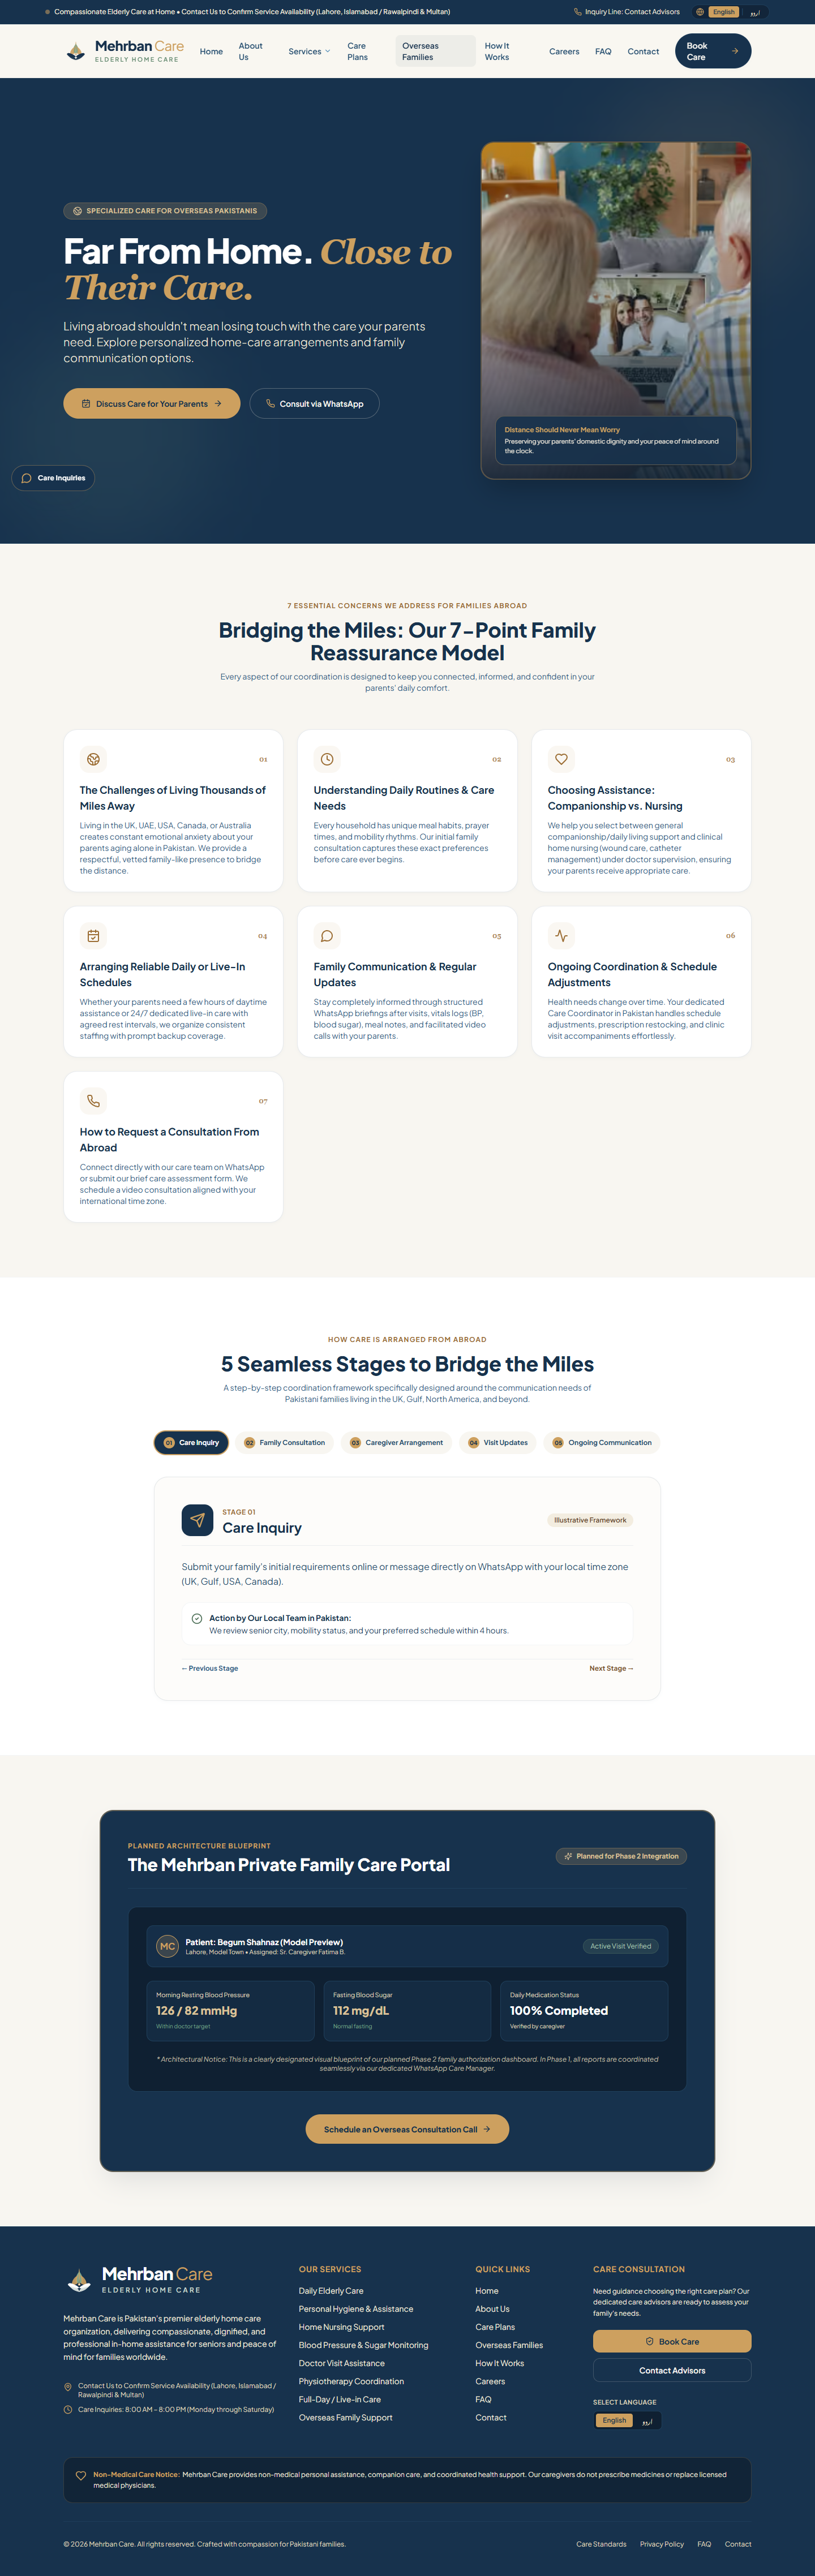 Compassionate Elderly Care at Home • Contact Us to Confirm Service Availability (Lahore, Islamabad / Rawalpindi & Multan)
Inquiry Line: Contact Advisors
English
اردو
Mehrban Care
ELDERLY HOME CARE
Home
About Us
Services
Care Plans
Overseas Families
How It Works
Careers
FAQ
Contact
Book Care
SPECIALIZED CARE FOR OVERSEAS PAKISTANIS
Far From Home. Close to
Their Care.
Living abroad shouldn't mean losing touch with the care your parents
need. Explore personalized home-care arrangements and family
communication options.
Discuss Care for Your Parents
Consult via WhatsApp
Distance Should Never Mean Worry
Preserving your parents' domestic dignity and your peace of mind around
the clock.
Care Inquiries
7 ESSENTIAL CONCERNS WE ADDRESS FOR FAMILIES ABROAD
Bridging the Miles: Our 7-Point Family
Reassurance Model
Every aspect of our coordination is designed to keep you connected, informed, and confident in your
parents' daily comfort.
01
The Challenges of Living Thousands of
Miles Away
Living in the UK, UAE, USA, Canada, or Australia
creates constant emotional anxiety about your
parents aging alone in Pakistan. We provide a
respectful, vetted family-like presence to bridge
the distance.
02
Understanding Daily Routines & Care
Needs
Every household has unique meal habits, prayer
times, and mobility rhythms. Our initial family
consultation captures these exact preferences
before care ever begins.
03
Choosing Assistance:
Companionship vs. Nursing
We help you select between general
companionship/daily living support and clinical
home nursing (wound care, catheter
management) under doctor supervision, ensuring
your parents receive appropriate care.
04
Arranging Reliable Daily or Live-In
Schedules
Whether your parents need a few hours of daytime
assistance or 24/7 dedicated live-in care with
agreed rest intervals, we organize consistent
staffing with prompt backup coverage.
05
Family Communication & Regular
Updates
Stay completely informed through structured
WhatsApp briefings after visits, vitals logs (BP,
blood sugar), meal notes, and facilitated video
calls with your parents.
06
Ongoing Coordination & Schedule
Adjustments
Health needs change over time. Your dedicated
Care Coordinator in Pakistan handles schedule
adjustments, prescription restocking, and clinic
visit accompaniments effortlessly.
07
How to Request a Consultation From
Abroad
Connect directly with our care team on WhatsApp
or submit our brief care assessment form. We
schedule a video consultation aligned with your
international time zone.
HOW CARE IS ARRANGED FROM ABROAD
5 Seamless Stages to Bridge the Miles
A step-by-step coordination framework specifically designed around the communication needs of
Pakistani families living in the UK, Gulf, North America, and beyond.
01 Care Inquiry
02 Family Consultation
03 Caregiver Arrangement
04 Visit Updates
05 Ongoing Communication
STAGE 01
Care Inquiry
Illustrative Framework
Submit your family's initial requirements online or message directly on WhatsApp with your local time zone
(UK, Gulf, USA, Canada).
Action by Our Local Team in Pakistan:
We review senior city, mobility status, and your preferred schedule within 4 hours.
← Previous Stage
Next Stage →
PLANNED ARCHITECTURE BLUEPRINT
The Mehrban Private Family Care Portal
Planned for Phase 2 Integration
MC
Patient: Begum Shahnaz (Model Preview)
Lahore, Model Town • Assigned: Sr. Caregiver Fatima B.
Active Visit Verified
Morning Resting Blood Pressure
126 / 82 mmHg
Within doctor target
Fasting Blood Sugar
112 mg/dL
Normal fasting
Daily Medication Status
100% Completed
Verified by caregiver
* Architectural Notice: This is a clearly designated visual blueprint of our planned Phase 2 family authorization dashboard. In Phase 1, all reports are coordinated
seamlessly via our dedicated WhatsApp Care Manager.
Schedule an Overseas Consultation Call
Mehrban Care
ELDERLY HOME CARE
Mehrban Care is Pakistan's premier elderly home care
organization, delivering compassionate, dignified, and
professional in-home assistance for seniors and peace of
mind for families worldwide.
Contact Us to Confirm Service Availability (Lahore, Islamabad /
Rawalpindi & Multan)
Care Inquiries: 8:00 AM – 8:00 PM (Monday through Saturday)
OUR SERVICES
Daily Elderly Care
Personal Hygiene & Assistance
Home Nursing Support
Blood Pressure & Sugar Monitoring
Doctor Visit Assistance
Physiotherapy Coordination
Full-Day / Live-in Care
Overseas Family Support
QUICK LINKS
Home
About Us
Care Plans
Overseas Families
How It Works
Careers
FAQ
Contact
CARE CONSULTATION
Need guidance choosing the right care plan? Our
dedicated care advisors are ready to assess your
family's needs.
Book Care
Contact Advisors
SELECT LANGUAGE
English
اردو
Non-Medical Care Notice: Mehrban Care provides non-medical personal assistance, companion care, and coordinated health support. Our caregivers do not prescribe medicines or replace licensed
medical physicians.
© 2026 Mehrban Care. All rights reserved. Crafted with compassion for Pakistani families.
Care Standards
Privacy Policy
FAQ
Contact